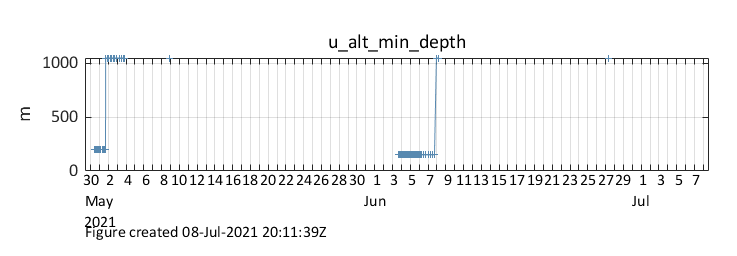 u_alt_min_depth
1000
500
0
m
30 2 4 6 8 10 12 14 16 18 20 22 24 26 28 30 1 3 5 7 9 11 13 15 17 19 21 23 25 27 29 1 3 5 7
May Jun Jul
2021
Figure created 08-Jul-2021 20:11:39Z